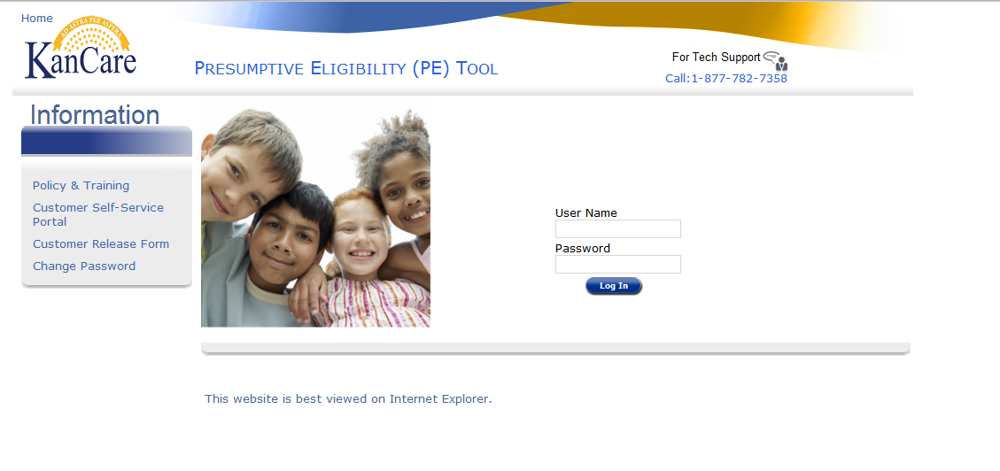 Home
AD ASTRA PER ASPERA
KanCare
PRESUMPTIVE ELIGIBILITY (PE) TOOL
For Tech Support
Call:1-877-782-7358
Information
Policy & Training
Customer Self-Service
Portal
Customer Release Form
Change Password
User Name
Password
Log In
This website is best viewed on Internet Explorer.